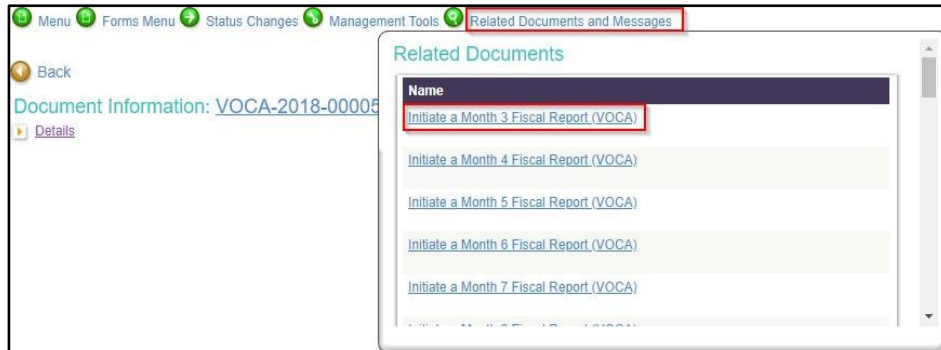 Menu Forms Menu Status Changes Management Tools Related Documents and Messages
Related Documents
Back
Name
Document Information: VOCA-2018-00005
Initiate a Month 3 Fiscal Report (VOCA)
Details
Initiate a Month 4 Fiscal Report (VOCA)
Initiate a Month 5 Fiscal Report (VOCA)
Initiate a Month 6 Fiscal Report (VOCA)
Initiate a Month 7 Fiscal Report (VOCA)